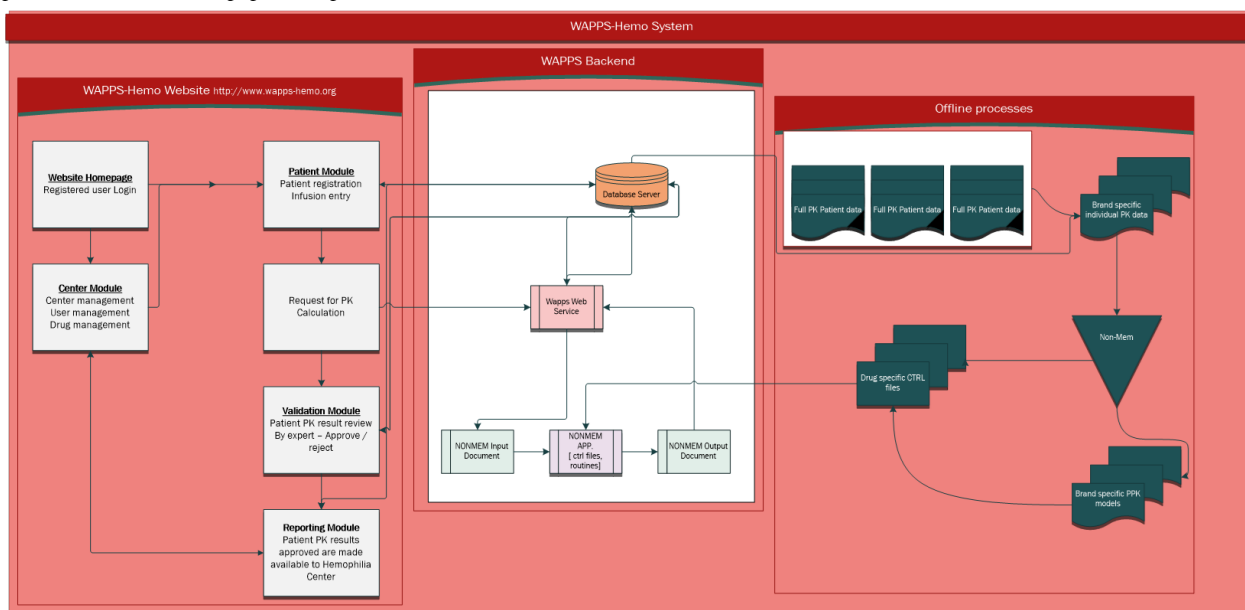 WAPPS-Hemo System
WAPPS-Hemo Website http://www.wapps-hemo.org
Website Homepage
Registered user Login
Center Module
Center management
User management
Drug management
Patient Module
Patient registration
Infusion entry
Request for PK
Calculation
Validation Module
Patient PK result review
By expert – Approve /
reject
Reporting Module
Patient PK results
approved are made
available to Hemophilia
Center
WAPPS Backend
Database Server
Wapps Web
Service
NONMEM Input
Document
NONMEM
APP.
[ ctrl files,
routines]
NONMEM Output
Document
Offline processes
Full PK Patient data
Full PK Patient data
Full PK Patient data
Brand specific
individual PK data
Non-Mem
Drug specific CTRL
files
Brand specific PPK
models